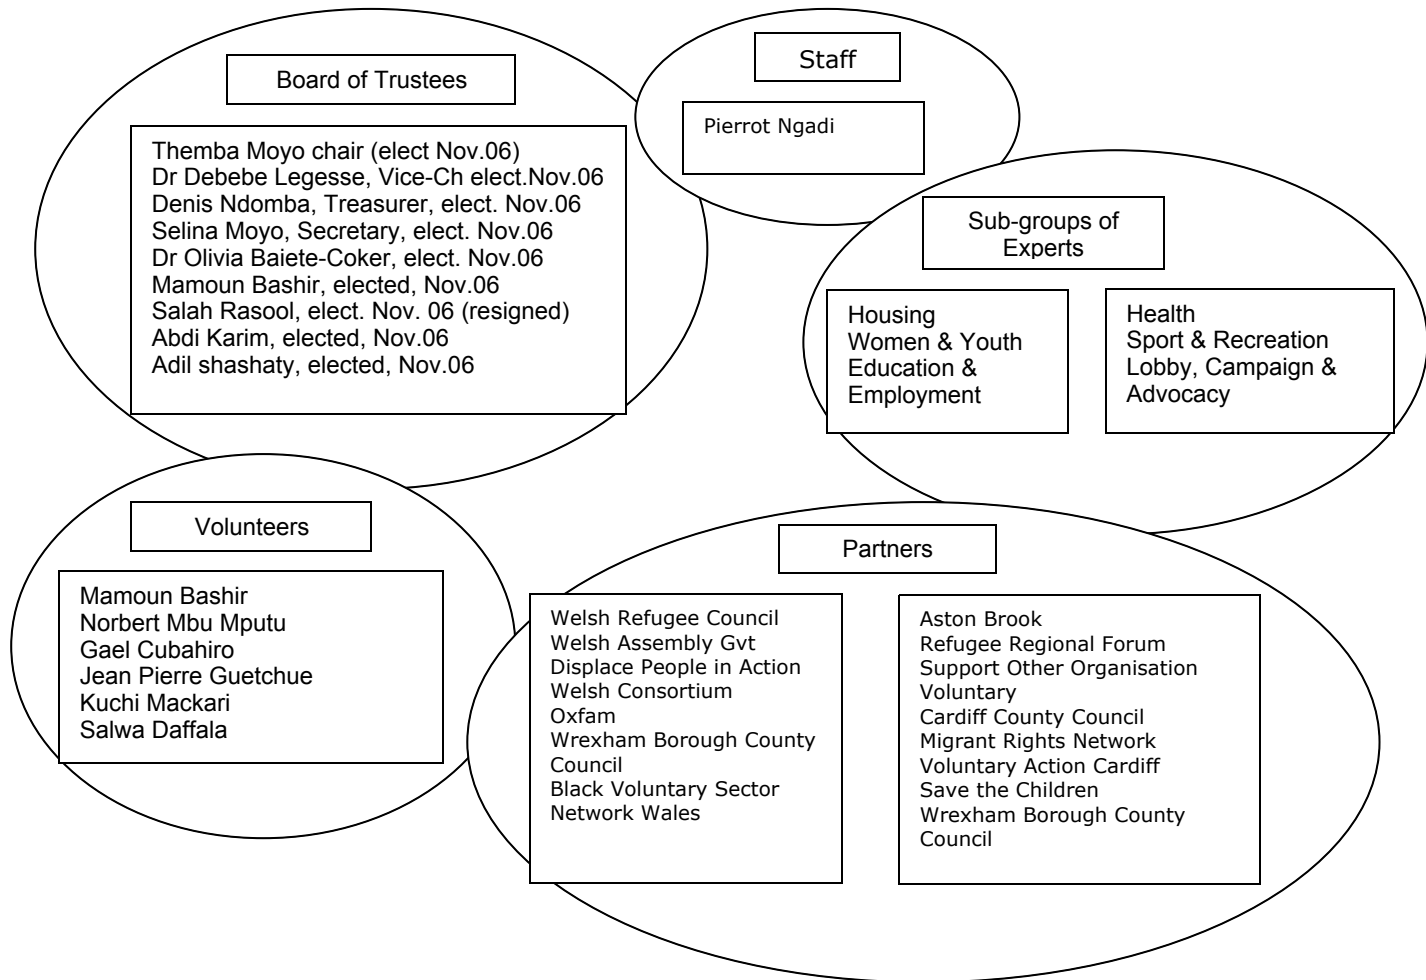 Board of Trustees
Themba Moyo chair (elect Nov.06)
Dr Debebe Legesse, Vice-Ch elect.Nov.06
Denis Ndomba, Treasurer, elect. Nov.06
Selina Moyo, Secretary, elect. Nov.06
Dr Olivia Baiete-Coker, elect. Nov.06
Mamoun Bashir, elected, Nov.06
Salah Rasool, elect. Nov. 06 (resigned)
Abdi Karim, elected, Nov.06
Adil shashaty, elected, Nov.06
Staff
Pierrot Ngadi
Sub-groups of
Experts
Housing
Women & Youth
Education &
Employment
Health
Sport & Recreation
Lobby, Campaign &
Advocacy
Volunteers
Mamoun Bashir
Norbert Mbu Mputu
Gael Cubahiro
Jean Pierre Guetchue
Kuchi Mackari
Salwa Daffala
Partners
Welsh Refugee Council
Welsh Assembly Gvt
Displace People in Action
Welsh Consortium
Oxfam
Wrexham Borough County
Council
Black Voluntary Sector
Network Wales
Aston Brook
Refugee Regional Forum
Support Other Organisation
Voluntary
Cardiff County Council
Migrant Rights Network
Voluntary Action Cardiff
Save the Children
Wrexham Borough County
Council